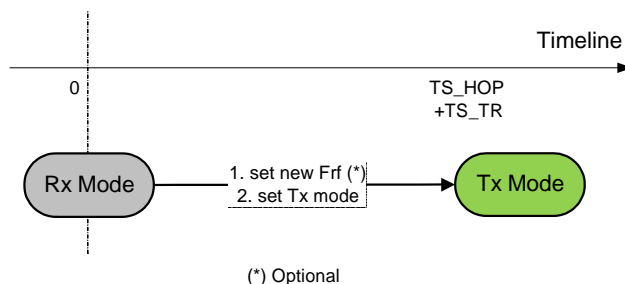 Timeline
0
TS_HOP
+TS_TR
Rx Mode
1. set new Frf (*)
2. set Tx mode
Tx Mode
(*) Optional